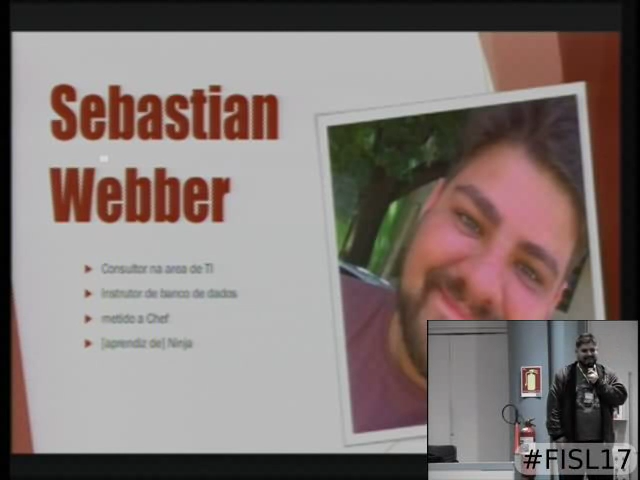 Sebastian
Webber
Consultor na area de TI
Instrutor de banco de dados
metido a Chef
[aprendiz de] Ninja
#FISL17